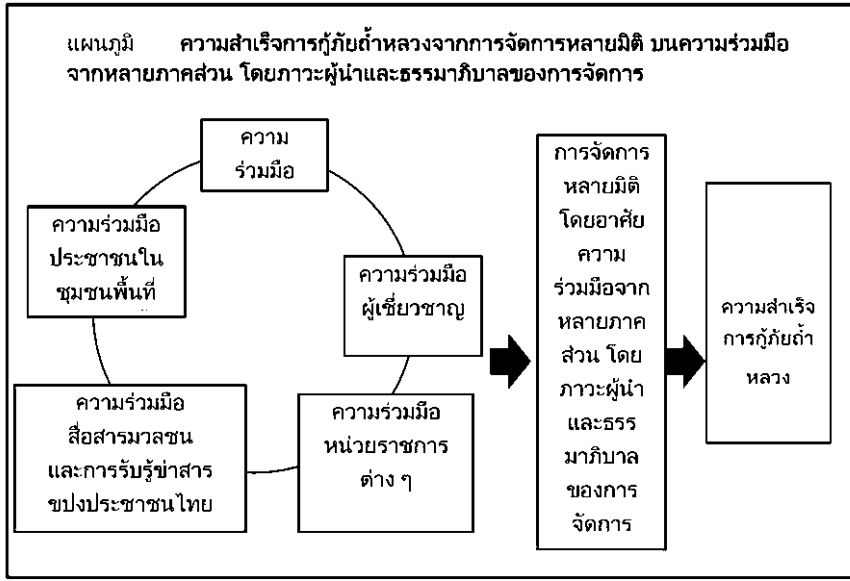 แผนภูมิ ความสำเร็จการกู้ภัยถ้ำหลวงจากการจัดการหลายมิติ บนความร่วมมือ
จากหลายภาคส่วน โดยภาวะผู้นำและธรรมาภิบาลของการจัดการ
ความ
ร่วมมือ
ความร่วมมือ
ประชาชนใน
ชุมชนพื้นที่
ความร่วมมือ
ผู้เชี่ยวชาญ
ความร่วมมือ
สื่อสารมวลชน
และการรับรู้ข่าสาร
ขปงประชาชนไทย
ความร่วมมือ
หน่วยราชการ
ต่าง ๆ
การจัดการ
หลายมิติ
โดยอาศัย
ความ
ร่วมมือจาก
หลายภาค
ส่วน โดย
ภาวะผู้นำ
และธรร
มาภิบาล
ของการ
จัดการ
ความสำเร็จ
การกู้ภัยถ้ำ
หลวง